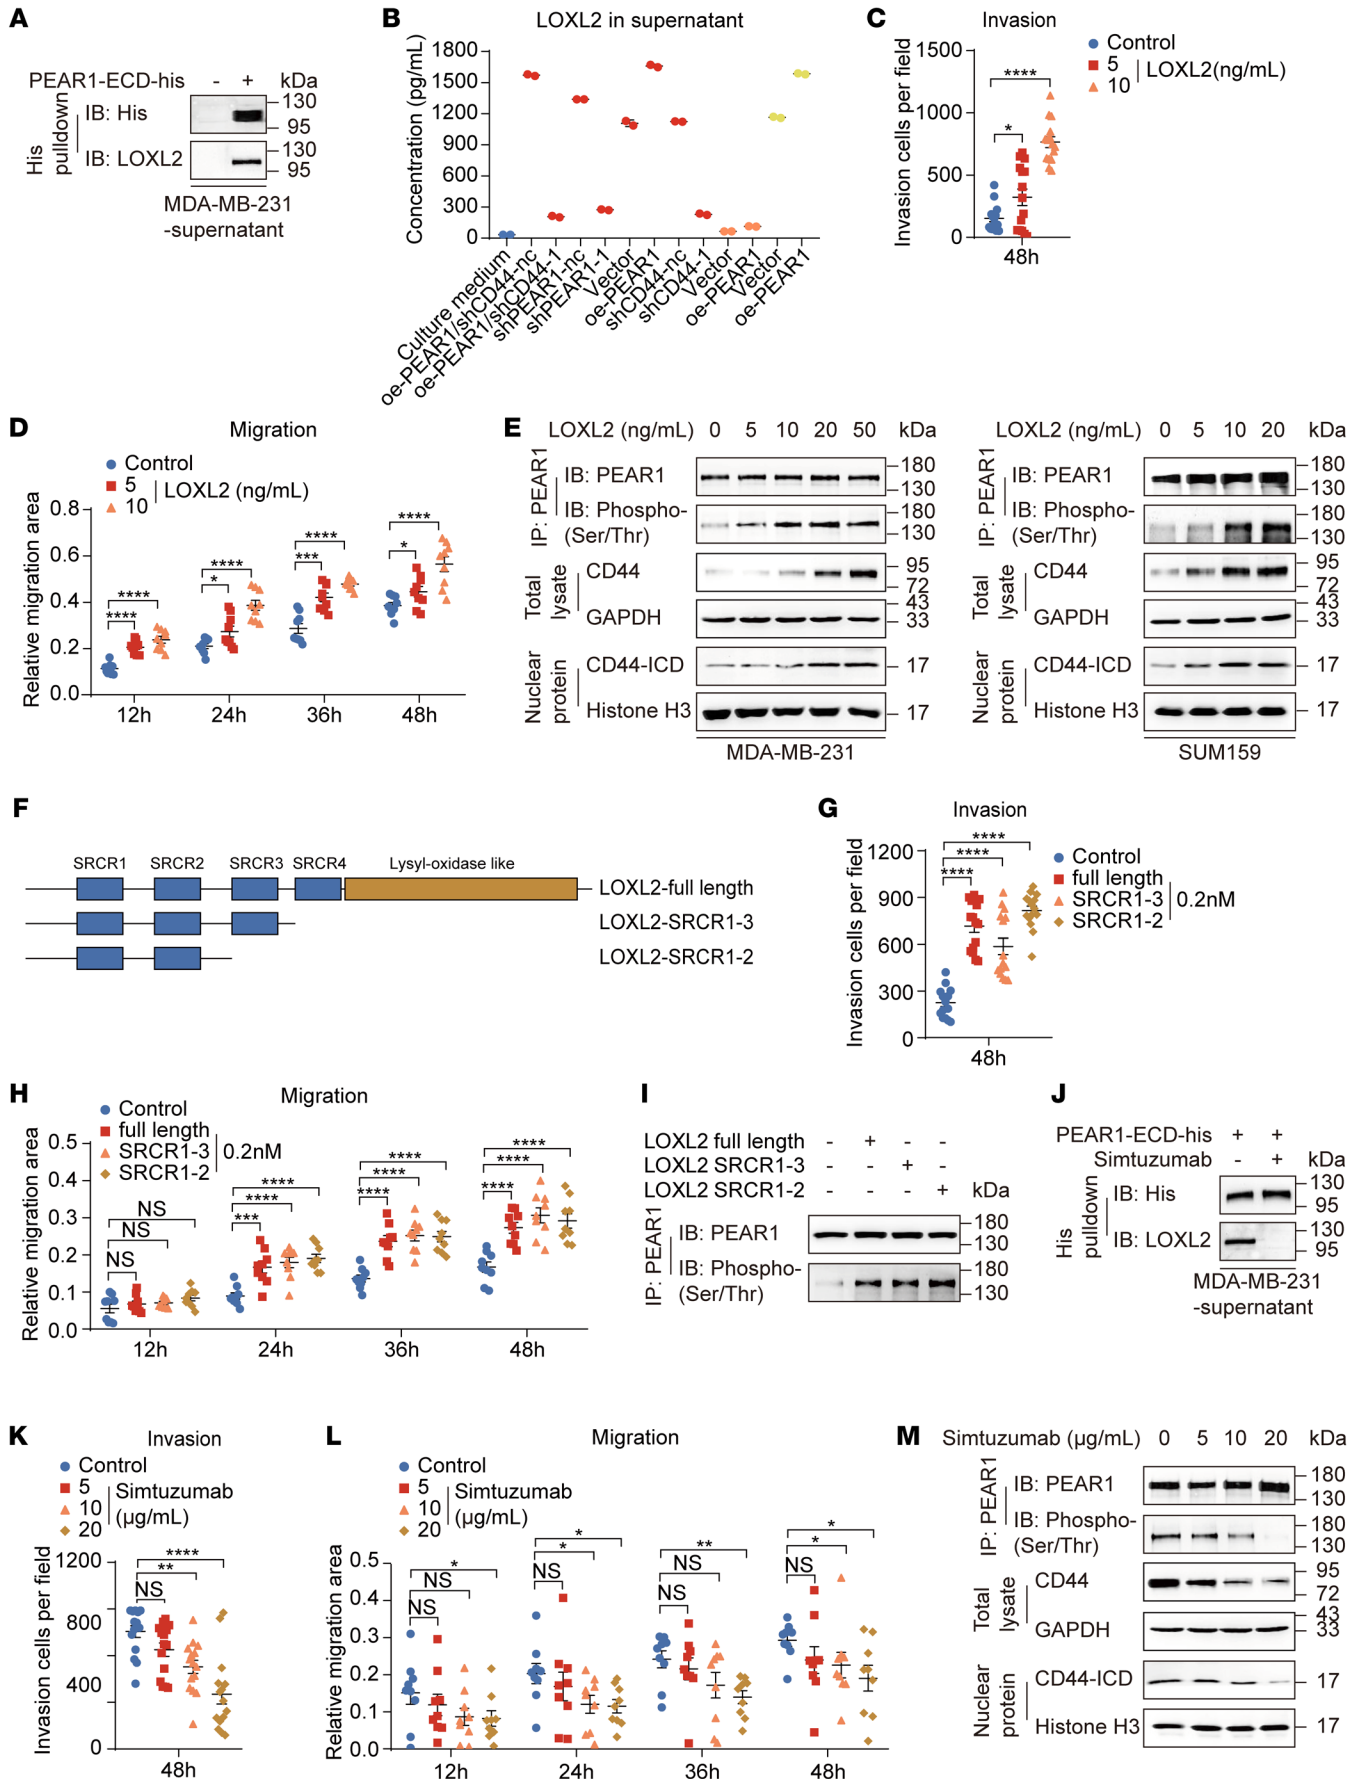 A
PEAR1-ECD-his - + kDa
His pulldown
IB: His
130
95
IB: LOXL2
130
95
MDA-MB-231
-supernatant
B
LOXL2 in supernatant
Concentration (pg/mL)
1800
1500
1200
900
600
300
0
Culture medium
oe-PEAR1/shCD44-nc
oe-PEAR1/shCD44-1
shPEAR1-nc
shPEAR1-1
Vector
oe-PEAR1
shCD44-nc
shCD44-1
Vector
oe-PEAR1
Vector
oe-PEAR1
C
Invasion
Invasion cells per field
1500
1000
500
0
****
*
48h
Control
5
10
LOXL2(ng/mL)
D
Migration
Control
5
10
LOXL2 (ng/mL)
Relative migration area
0.8
0.6
0.4
0.2
0.0
****
****
****
*
****
***
****
*
12h 24h 36h 48h
E
LOXL2 (ng/mL) 0 5 10 20 50 kDa
IP: PEAR1
IB: PEAR1
180
130
IB: Phospho-
(Ser/Thr)
180
130
Total lysate
CD44
95
72
GAPDH
43
33
Nuclear protein
CD44-ICD
17
Histone H3
17
MDA-MB-231
LOXL2 (ng/mL) 0 5 10 20 kDa
IP: PEAR1
IB: PEAR1
180
130
IB: Phospho-
(Ser/Thr)
180
130
Total lysate
CD44
95
72
GAPDH
43
33
Nuclear protein
CD44-ICD
17
Histone H3
17
SUM159
F
SRCR1 SRCR2 SRCR3 SRCR4 Lysyl-oxidase like
LOXL2-full length
LOXL2-SRCR1-3
LOXL2-SRCR1-2
G
Invasion
Invasion cells per field
1200
900
600
300
0
****
****
****
48h
Control
full length
SRCR1-3
SRCR1-2
0.2nM
H
Migration
Control
full length
SRCR1-3
SRCR1-2
0.2nM
Relative migration area
0.5
0.4
0.3
0.2
0.1
0.0
NS
NS
NS
****
****
***
****
****
****
****
****
****
12h 24h 36h 48h
I
LOXL2 full length - + - -
LOXL2 SRCR1-3 - - + -
LOXL2 SRCR1-2 - - - + kDa
IP: PEAR1
IB: PEAR1
180
130
IB: Phospho-
(Ser/Thr)
180
130
J
PEAR1-ECD-his + +
Simtuzumab - + kDa
His pulldown
IB: His
130
95
IB: LOXL2
130
95
MDA-MB-231
-supernatant
K
Invasion
Control
5
10
20
Simtuzumab
(µg/mL)
Invasion cells per field
1200
800
400
0
****
**
NS
48h
L
Migration
Control
5
10
20
Simtuzumab
(µg/mL)
Relative migration area
0.5
0.4
0.3
0.2
0.1
0.0
*
NS
NS
*
*
NS
**
NS
NS
*
*
NS
12h 24h 36h 48h
M
Simtuzumab (µg/mL) 0 5 10 20 kDa
IP: PEAR1
IB: PEAR1
180
130
IB: Phospho-
(Ser/Thr)
180
130
Total lysate
CD44
95
72
GAPDH
43
33
Nuclear protein
CD44-ICD
17
Histone H3
17